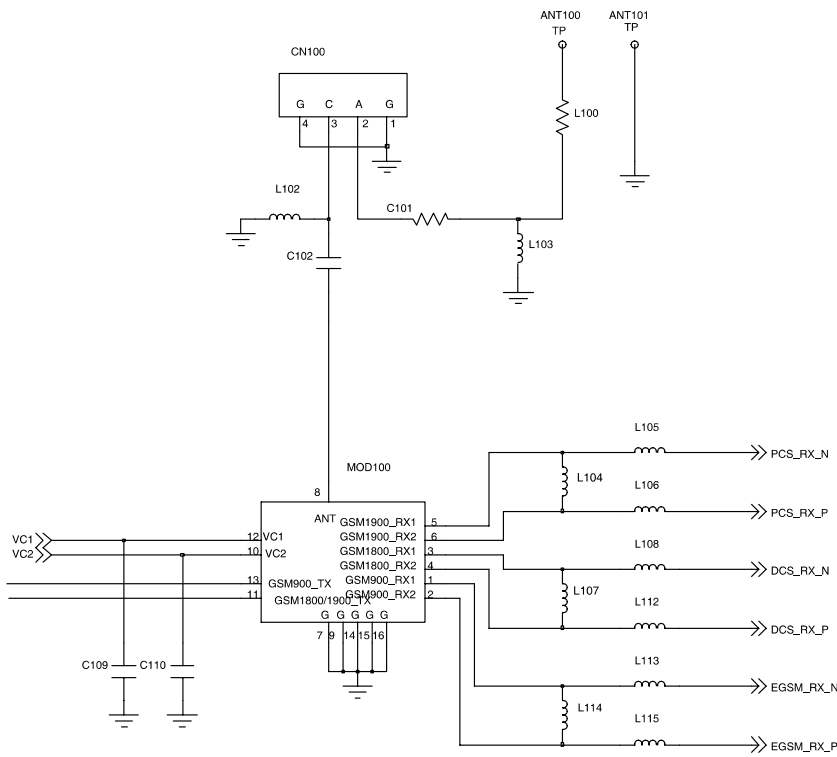 ANT100 ANT101
TP TP
CN100
G C A G
4 3 2 1
L100
L102
C101
L103
C102
L105
PCS_RX_N
L104
MOD100
L106
8
PCS_RX_P
ANT
GSM1900_RX1 5
VC1 12 VC1 GSM1900_RX2 6
L108
VC2 10 VC2 GSM1800_RX1 3
GSM1800_RX2 4
DCS_RX_N
13 GSM900_TX GSM900_RX1 1
L107
11 GSM1800/1900_TX GSM900_RX2 2
L112
G G G G G
7 9 14 15 16
DCS_RX_P
C109 C110
L113
EGSM_RX_N
L114
L115
EGSM_RX_P